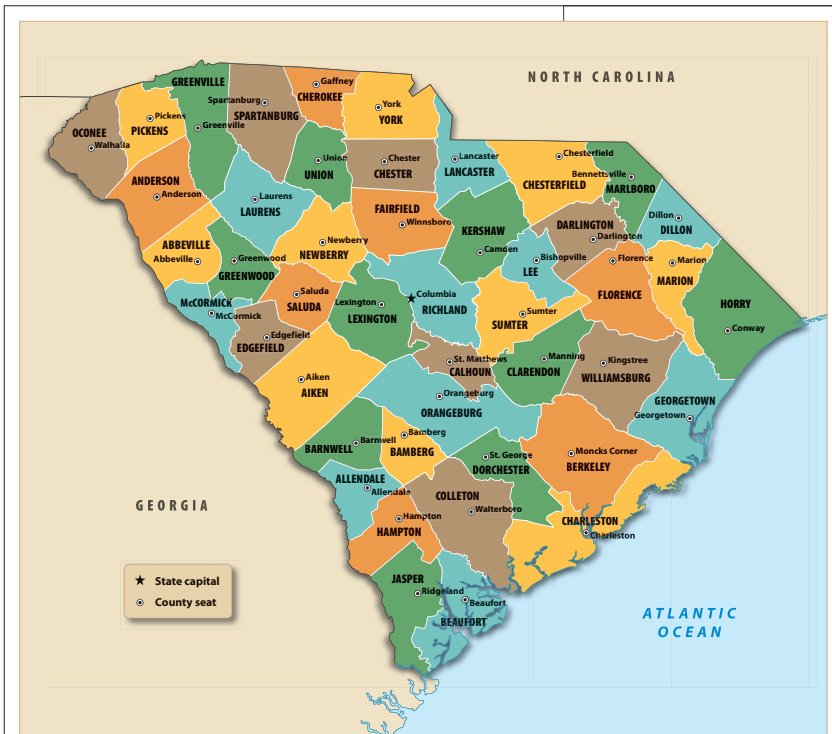 NORTH CAROLINA
GREENVILLE
Gaffney
CHEROKEE
Spartanburg
SPARTANBURG
York
YORK
Pickens
PICKENS
Greenville
OCONEE
Walhalla
Union
UNION
Chester
CHESTER
Lancaster
LANCASTER
Chesterfield
CHESTERFIELD
Bennettsville
MARLBORO
ANDERSON
Anderson
Laurens
LAURENS
FAIRFIELD
Winnsboro
KERSHAW
Camden
DARLINGTON
Darlington
Dillon
DILLON
ABBEVILLE
Abbeville
Greenwood
GREENWOOD
Newberry
NEWBERRY
Bishopville
LEE
Florence
FLORENCE
Marion
MARION
McCORMICK
McCormick
Saluda
SALUDA
Lexington
LEXINGTON
Columbia
RICHLAND
Sumter
SUMTER
HORRY
Conway
Edgefield
EDGEFIELD
St. Matthews
CALHOUN
Manning
CLARENDON
Kingstree
WILLIAMSBURG
Aiken
AIKEN
Orangeburg
ORANGEBURG
GEORGETOWN
Georgetown
Barnwell
BARNWELL
Bamberg
BAMBERG
St. George
DORCHESTER
Moncks Corner
BERKELEY
ALLENDALE
Allendale
COLLETON
Walterboro
GEORGIA
Hampton
HAMPTON
CHARLESTON
Charleston
JASPER
Ridgeland
Beaufort
BEAUFORT
State capital
County seat
ATLANTIC
OCEAN